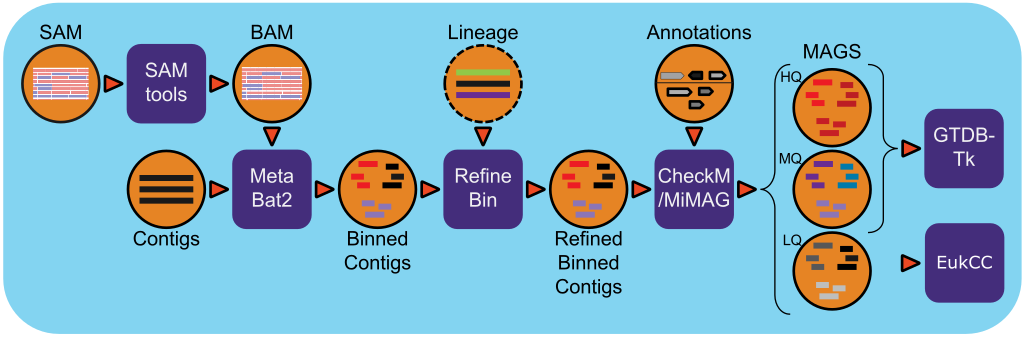 SAM
SAM
tools
BAM
Lineage
Annotations
MAGS
HQ
MQ
LQ
GTDB-
Tk
Contigs
Meta
Bat2
Binned
Contigs
Refine
Bin
Refined
Binned
Contigs
CheckM
/MiMAG
EukCC